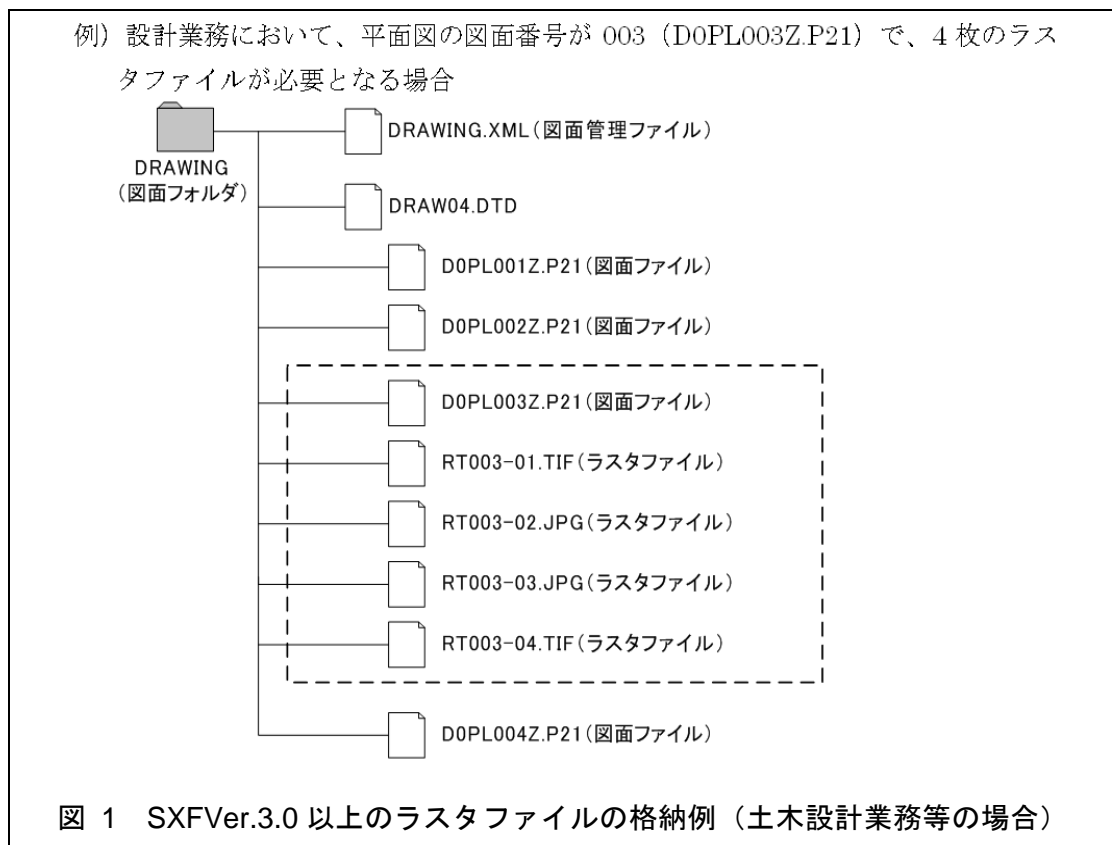 例）設計業務において、平面図の図面番号が 003（D0PL003Z.P21）で、4 枚のラス
タファイルが必要となる場合
DRAWING.XML（図面管理ファイル）
DRAWING
（図面フォルダ）
DRAW04.DTD
D0PL001Z.P21（図面ファイル）
D0PL002Z.P21（図面ファイル）
D0PL003Z.P21（図面ファイル）
RT003-01.TIF（ラスタファイル）
RT003-02.JPG（ラスタファイル）
RT003-03.JPG（ラスタファイル）
RT003-04.TIF（ラスタファイル）
D0PL004Z.P21（図面ファイル）
図 1 SXFVer.3.0 以上のラスタファイルの格納例（土木設計業務等の場合）